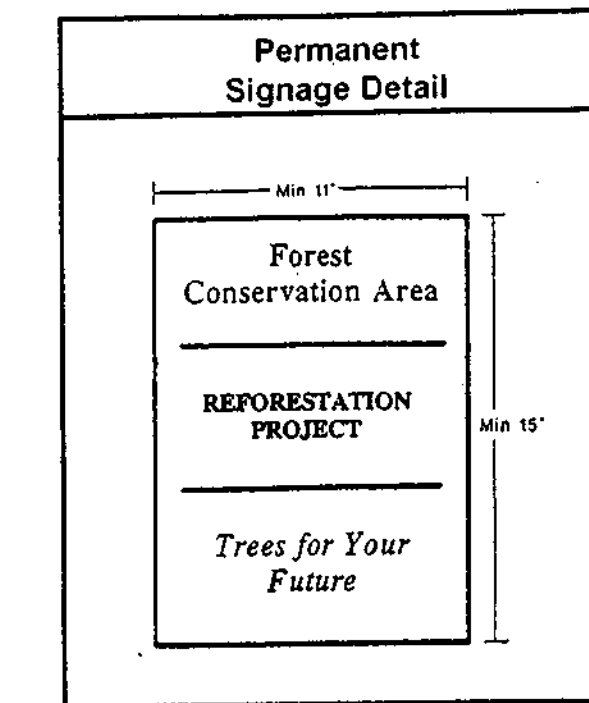 Permanent
Signage Detail
Min 11"
Forest
Conservation Area
REFORESTATION
PROJECT
Min 15"
Trees for Your
Future